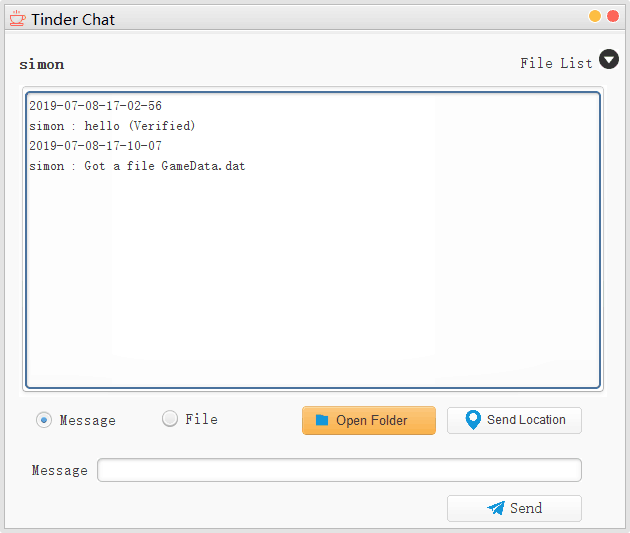 Tinder Chat
simon
File List
2019-07-08-17-02-56
simon : hello (Verified)
2019-07-08-17-10-07
simon : Got a file GameData.dat
Message
File
Open Folder
Send Location
Message
Send